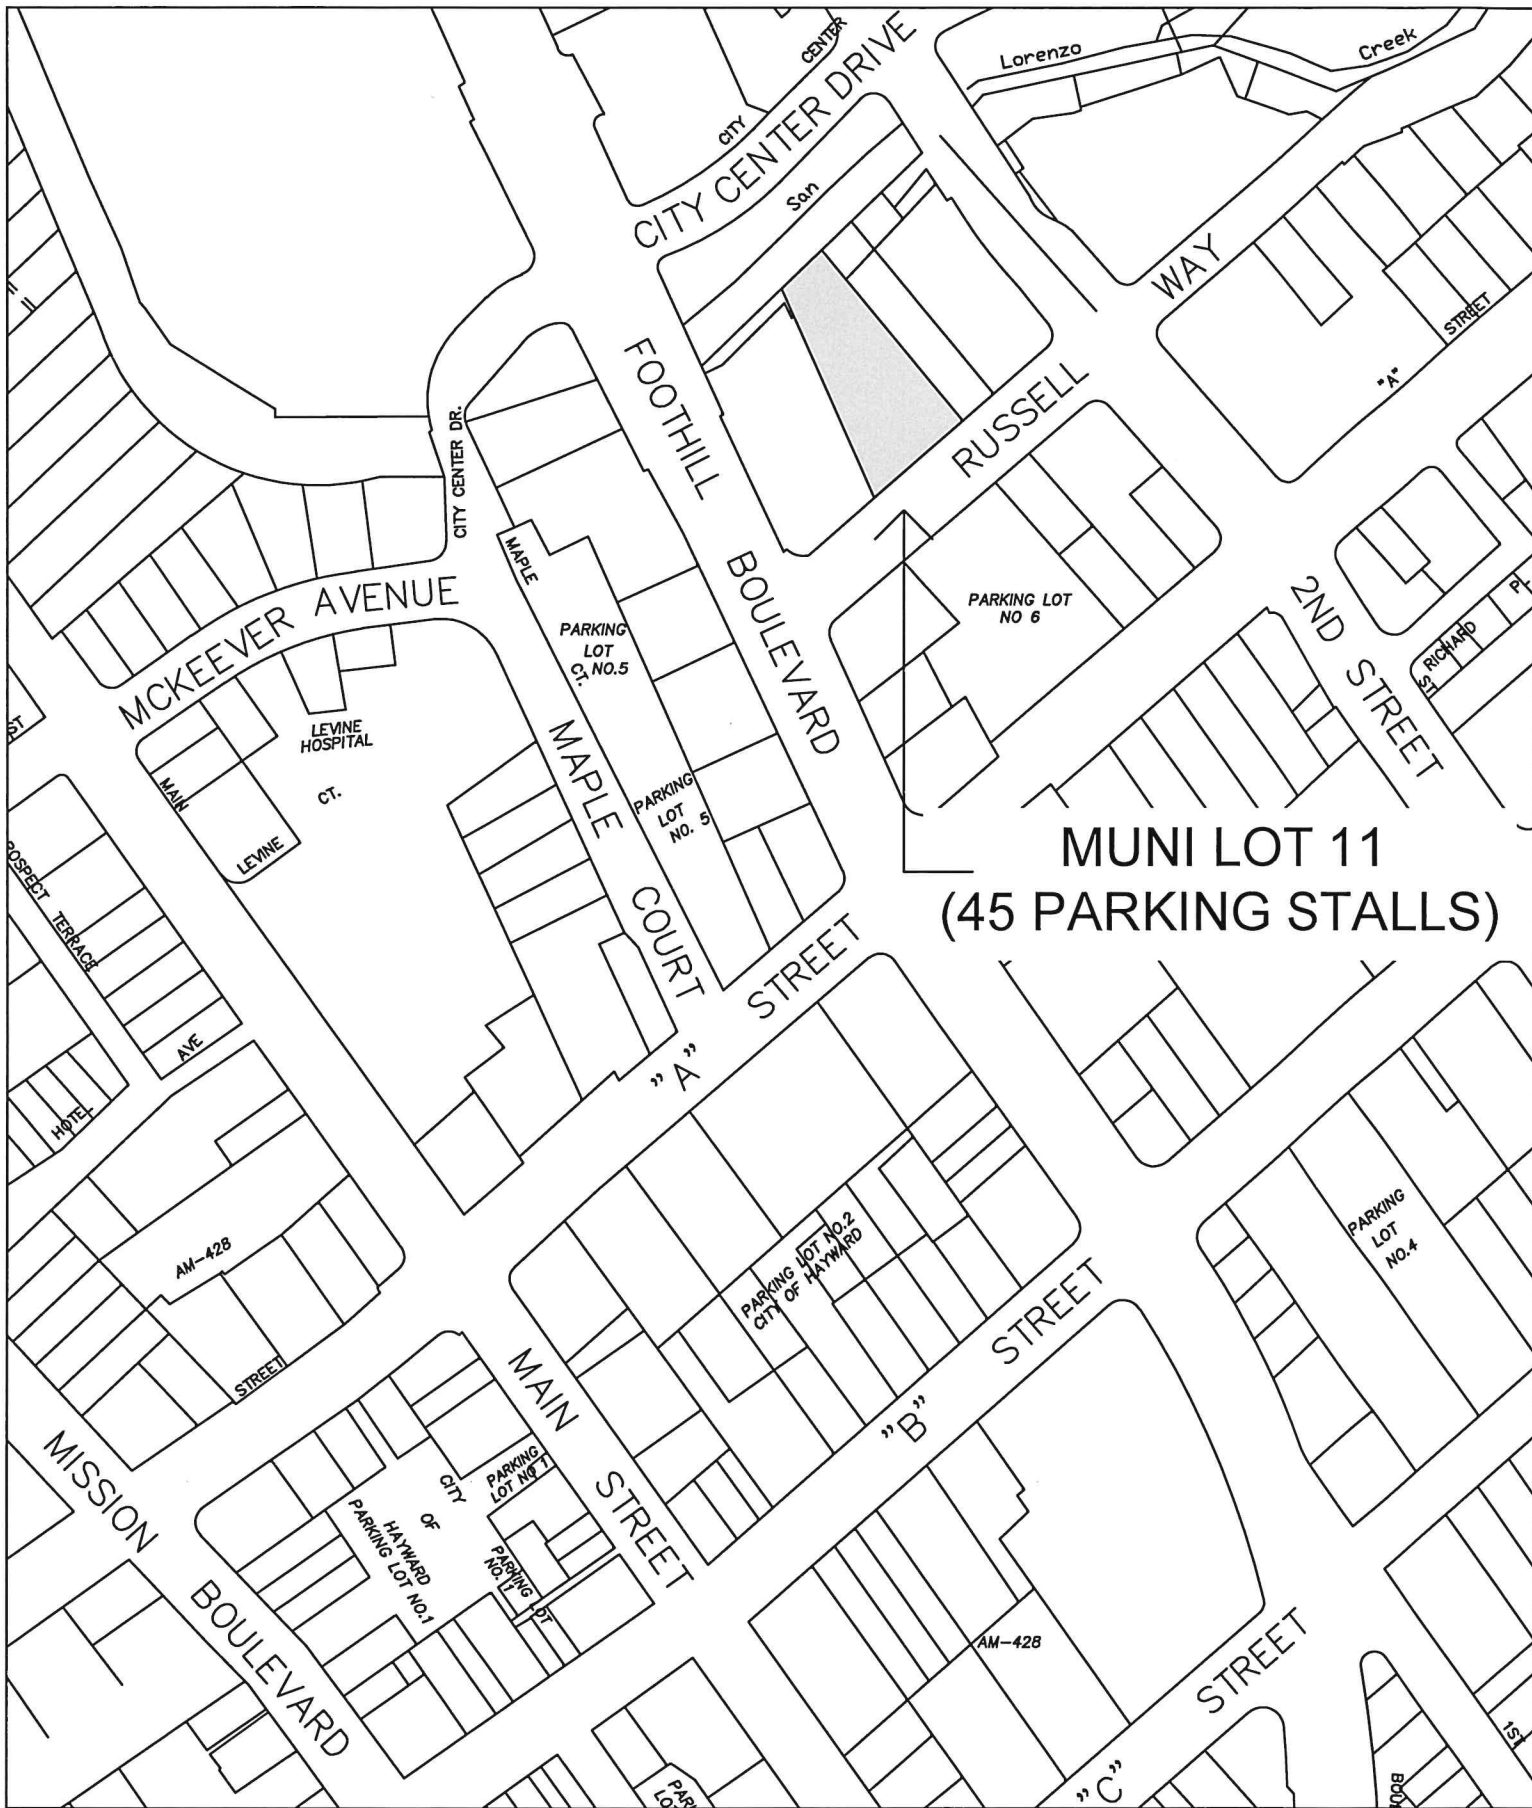 CITY CENTER DRIVE
CITY
CENTER
Lorenzo
Creek
San
WAY
STREET
"A"
FOOTHILL
RUSSELL
CITY CENTER DR.
MAPLE
BOULEVARD
PARKING LOT
NO 6
2ND STREET
RICHARD
PL
ST
MCKEEVER AVENUE
PARKING
LOT
CT. NO.5
LEVINE
HOSPITAL
CT.
ST
MAIN
LEVINE
MAPLE
COURT
PARKING
LOT
NO. 5
MUNI LOT 11
(45 PARKING STALLS)
OSPECT TERRACE
AVE
HOTEL
"A"
STREET
AM-428
STREET
PARKING LOT NO.2
CITY OF HAYWARD
PARKING
LOT
NO.4
"B"
STREET
MAIN
STREET
MISSION
BOULEVARD
CITY
OF
HAYWARD
PARKING LOT NO.1
PARKING
LOT NO 1
PARKING LOT
NO. 1
AM-428
"C"
STREET
1ST